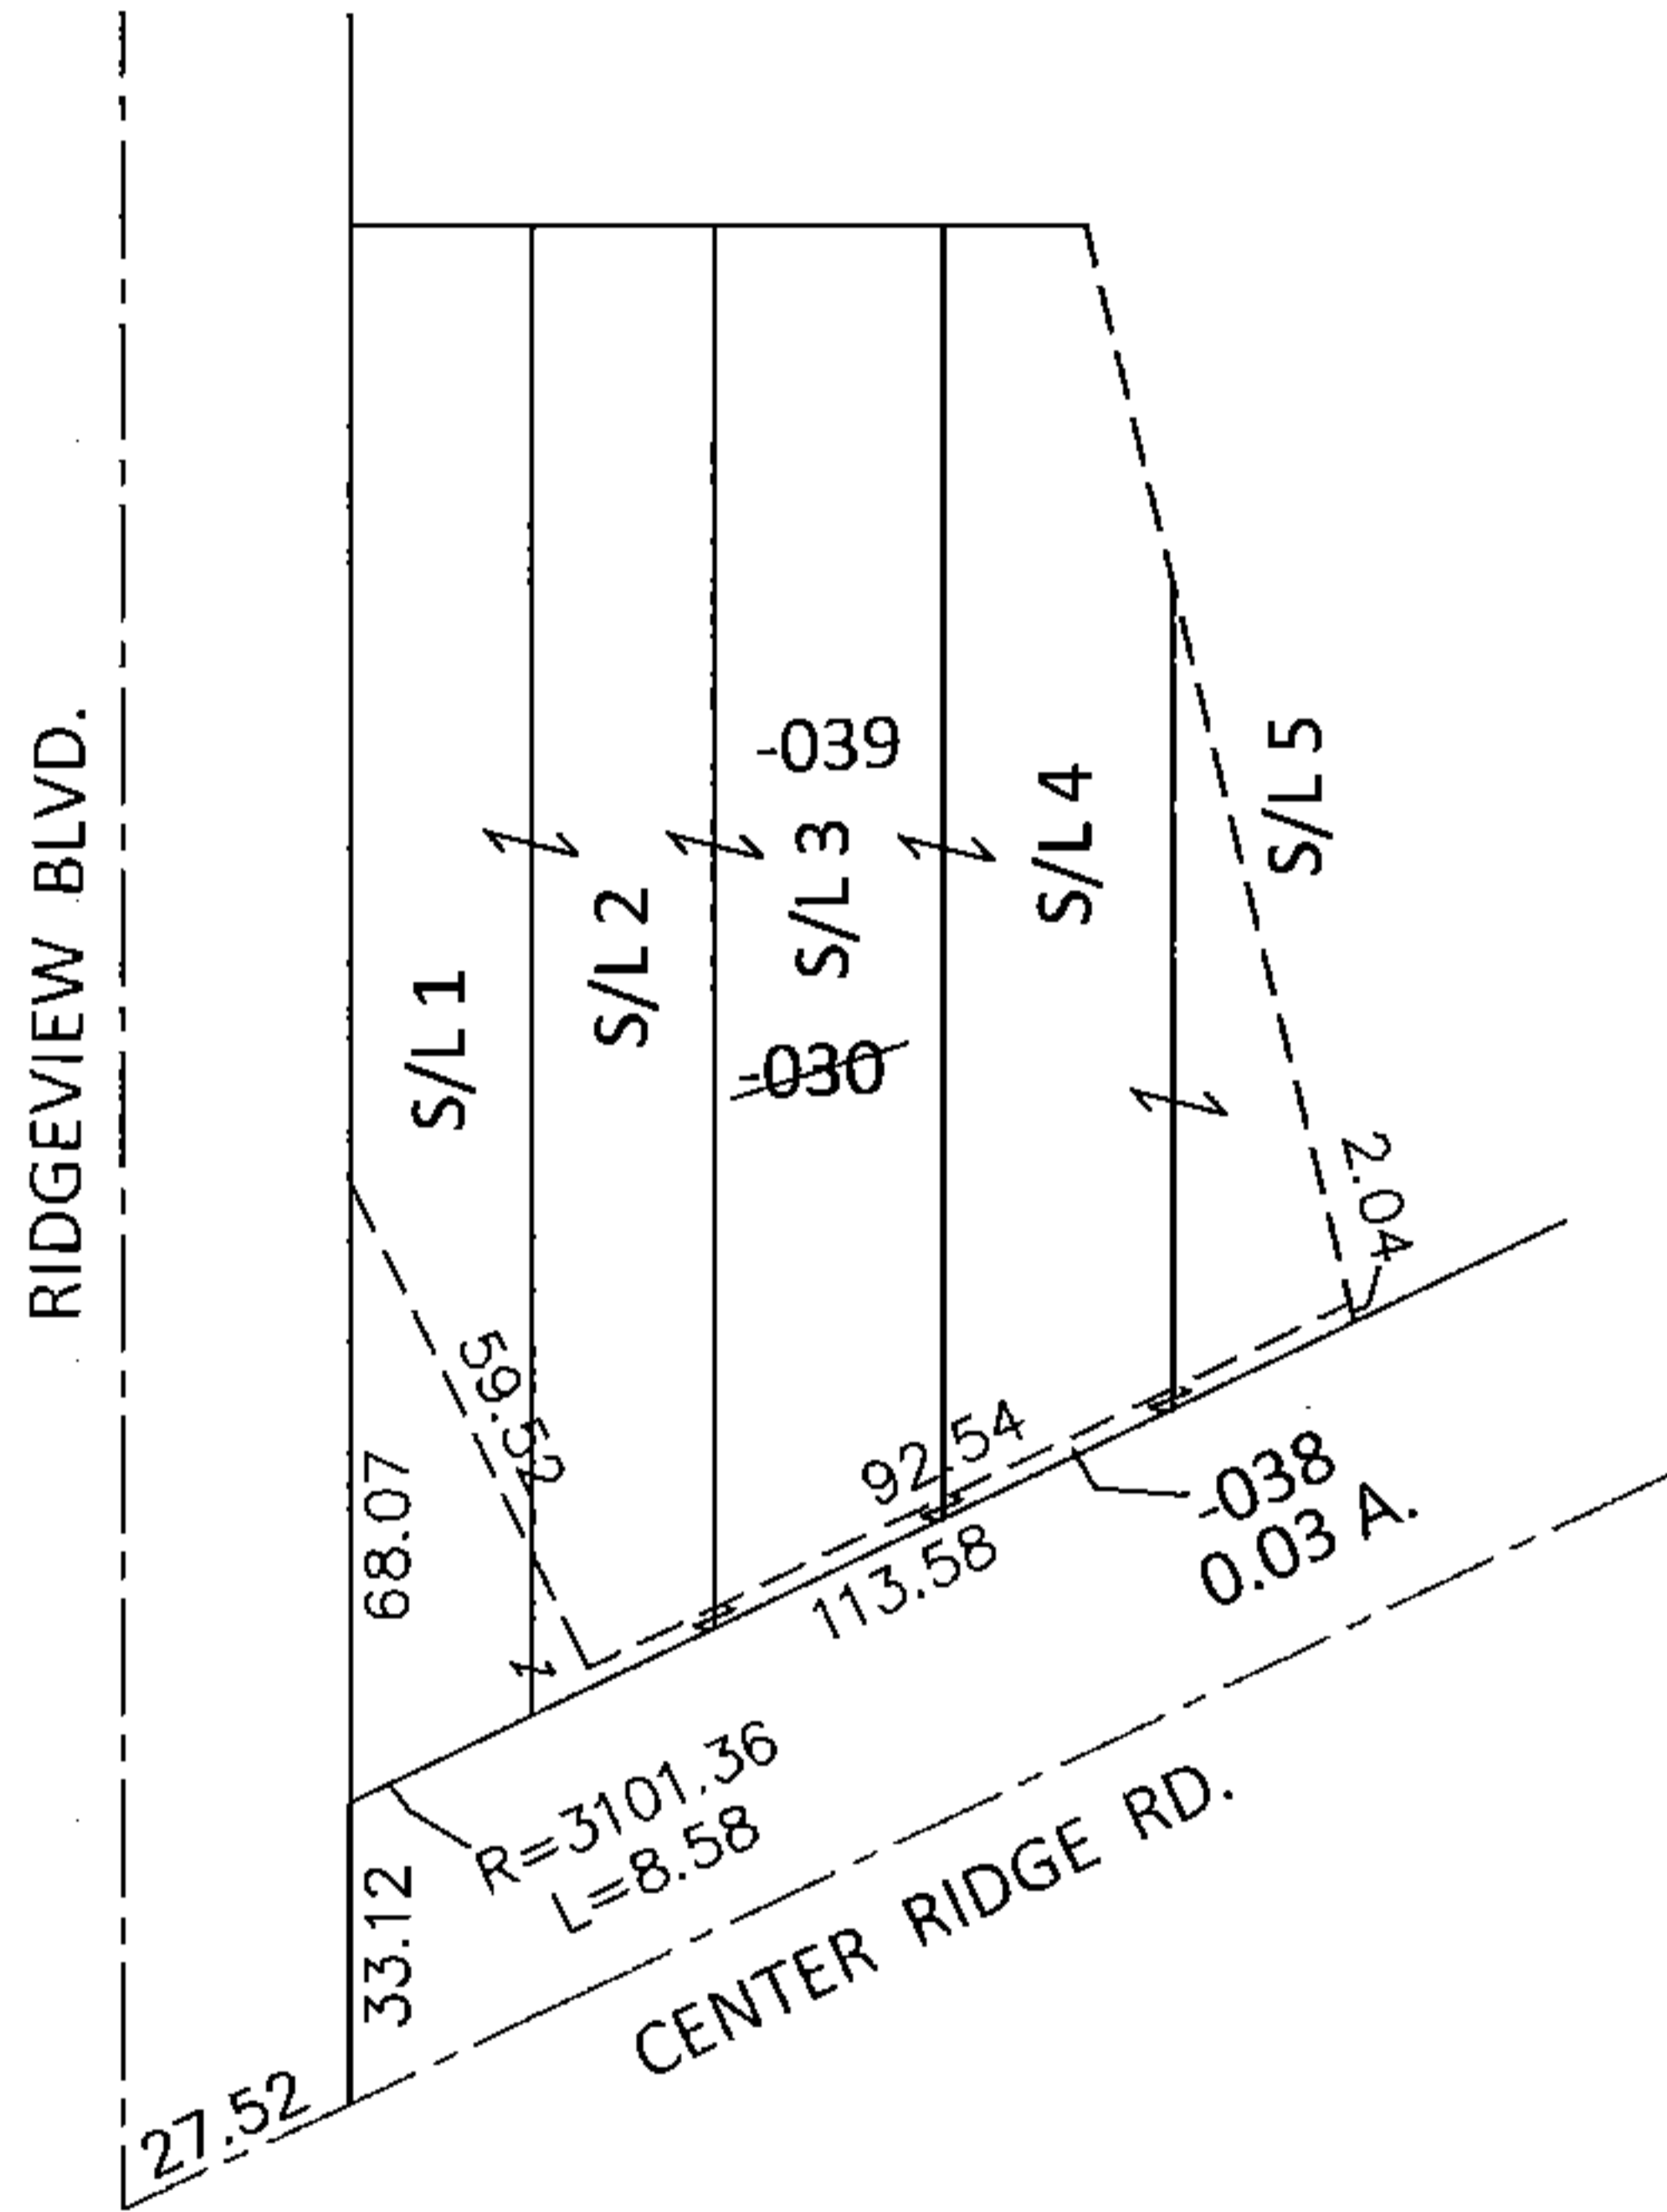 RIDGEVIEW BLVD.
-039
S/L 1
S/L 2
S/L 3
S/L 4
S/L 5
-030
2.04
56.52
68.07
92.54
113.58
-038
0.03 A.
R=3101.36
L=8.58
33.12
CENTER RIDGE RD.
27.52